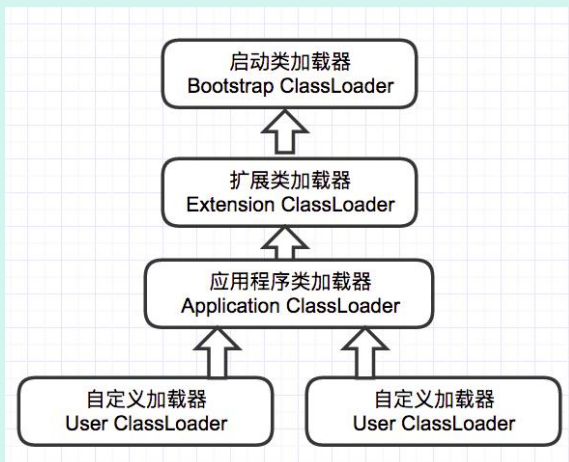 启动类加载器
Bootstrap ClassLoader
扩展类加载器
Extension ClassLoader
应用程序类加载器
Application ClassLoader
自定义加载器
User ClassLoader
自定义加载器
User ClassLoader